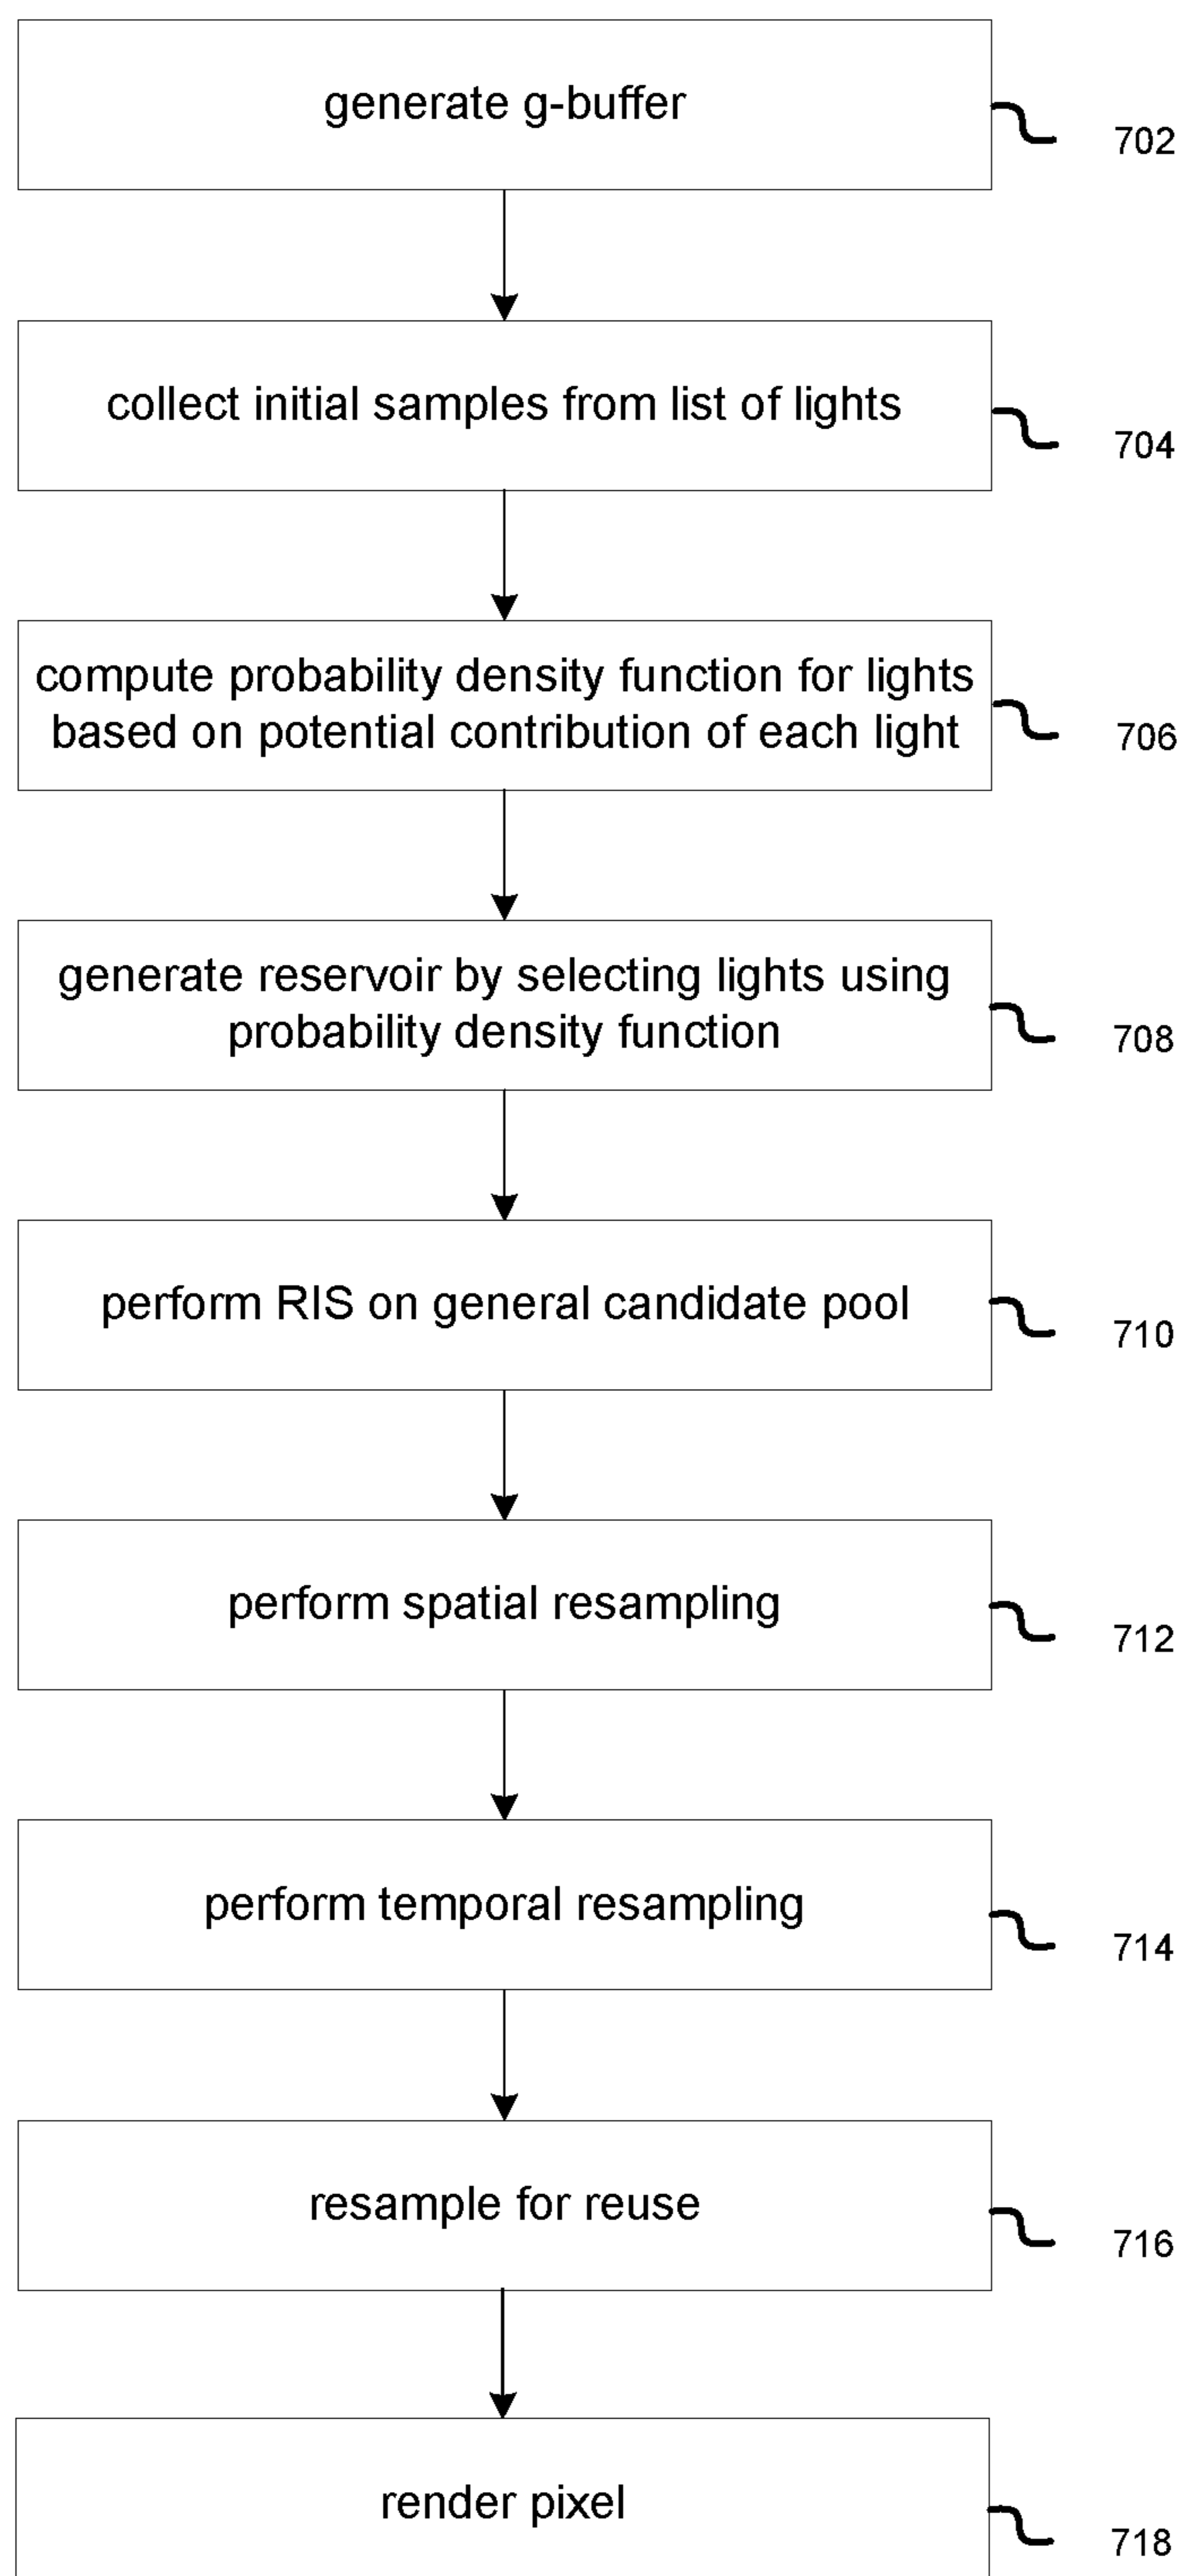 generate g-buffer
702
collect initial samples from list of lights
704
compute probability density function for lights
based on potential contribution of each light
706
generate reservoir by selecting lights using
probability density function
708
perform RIS on general candidate pool
710
perform spatial resampling
712
perform temporal resampling
714
resample for reuse
716
render pixel
718